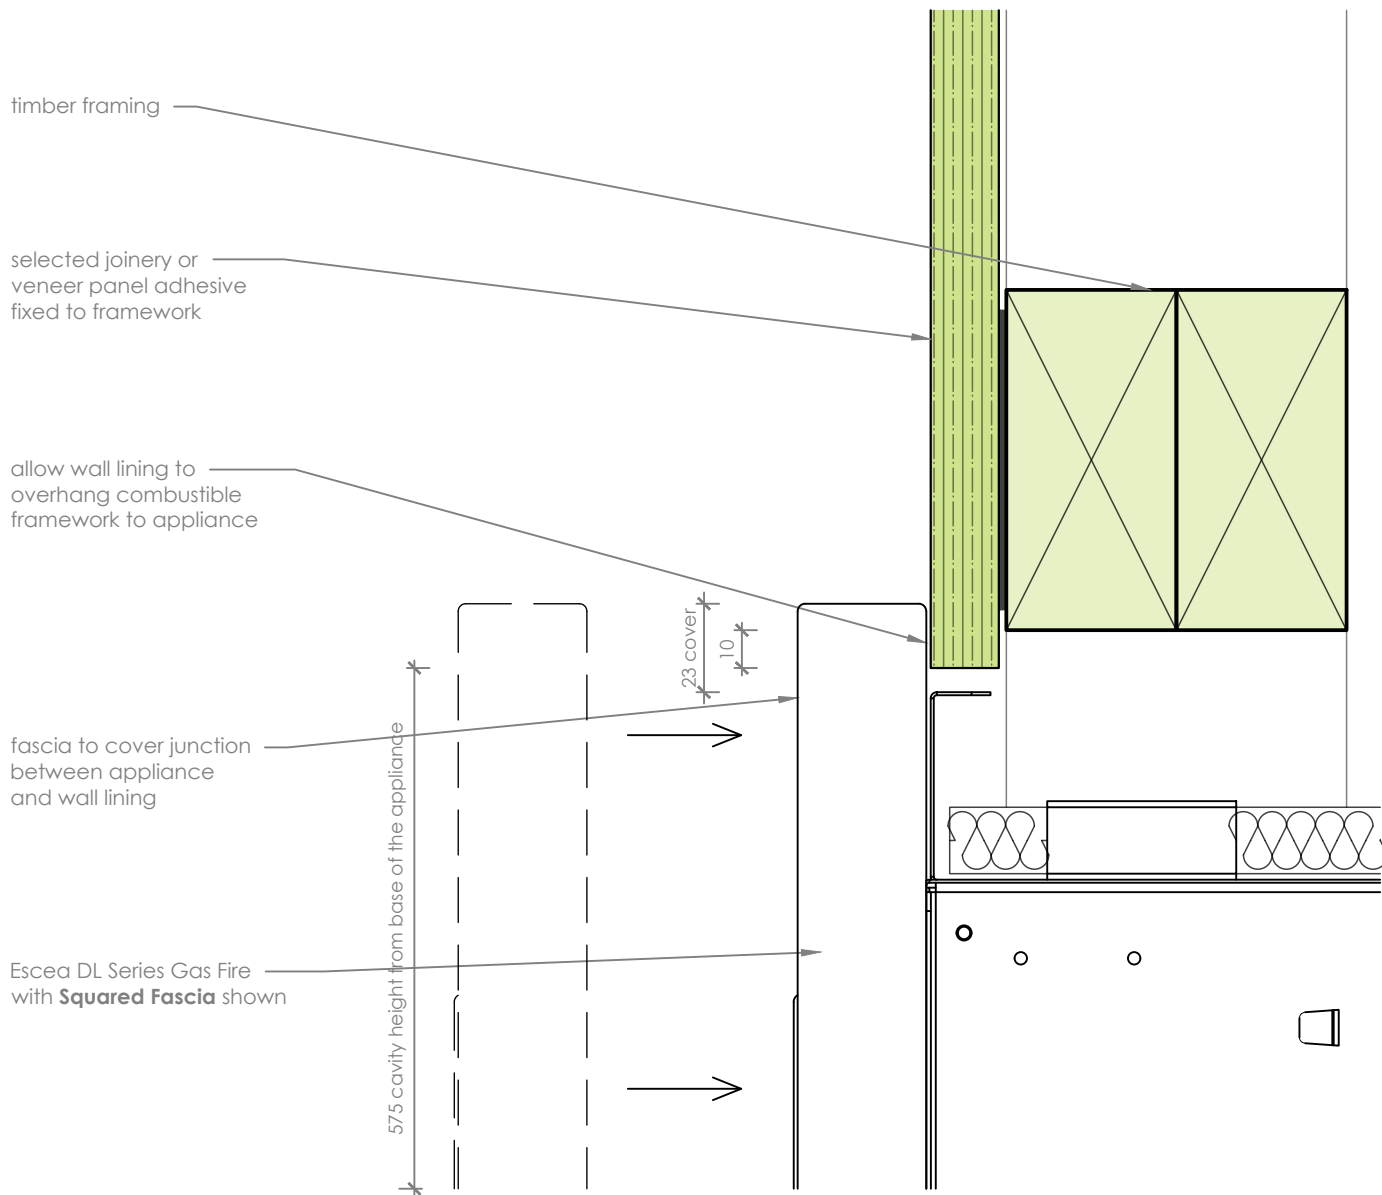 timber framing
selected joinery or
veneer panel adhesive
fixed to framework
allow wall lining to
overhang combustible
framework to appliance
23 cover
10
fascia to cover junction
between appliance
and wall lining
575 cavity height from base of the appliance
Escea DL Series Gas Fire
with Squared Fascia shown